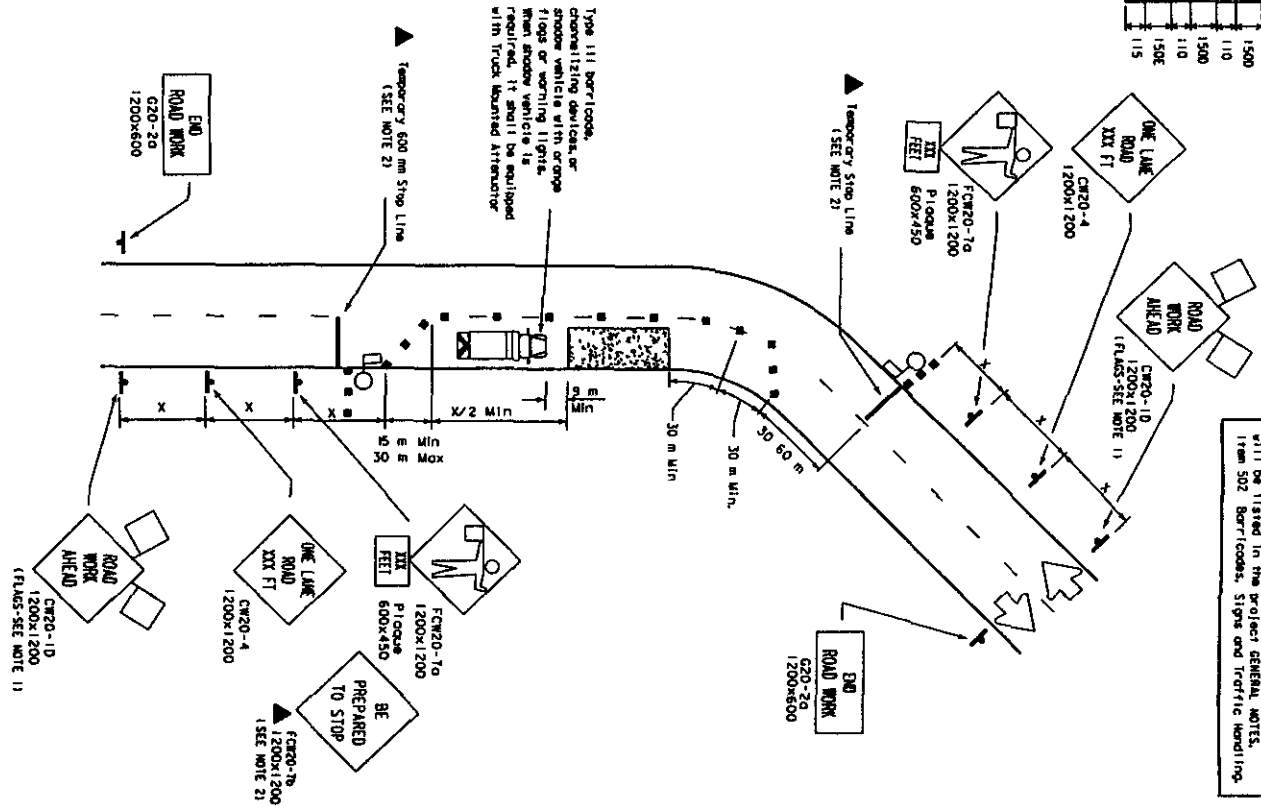 150D
110
150D
110
150E
115
will be listed in the project GENERAL NOTES,
Item 502 Barricades, Signs and Traffic Handling.
ROAD
WORK
AHEAD
CW20-1D
1200x1200
(FLAGS-SEE NOTE 1)
ONE LANE
ROAD
XXX FT
CW20-4
1200x1200
XXX
FEET
FCW20-7a
1200x1200
Plaque
600x450
Temporary Stop Line
(SEE NOTE 2)
X
X
X
30 60 m
30 m Min.
30 m Min
END
ROAD WORK
G20-2a
1200x600
Type III barricade,
channelizing devices,or
shadow vehicle with orange
flags or warning lights.
When shadow vehicle is
required, it shall be equipped
with Truck Mounted Attenuator
Temporary 600 mm Stop Line
(SEE NOTE 2)
END
ROAD WORK
G20-2a
1200x600
9 m
Min
X/2 Min
15 m Min
30 m Max
X
X
X
XXX
FEET
FCW20-7a
1200x1200
Plaque
600x450
BE
PREPARED
TO STOP
FCW20-7b
1200x1200
(SEE NOTE 2)
ONE LANE
ROAD
XXX FT
CW20-4
1200x1200
ROAD
WORK
AHEAD
CW20-1D
1200x1200
(FLAGS-SEE NOTE 1)